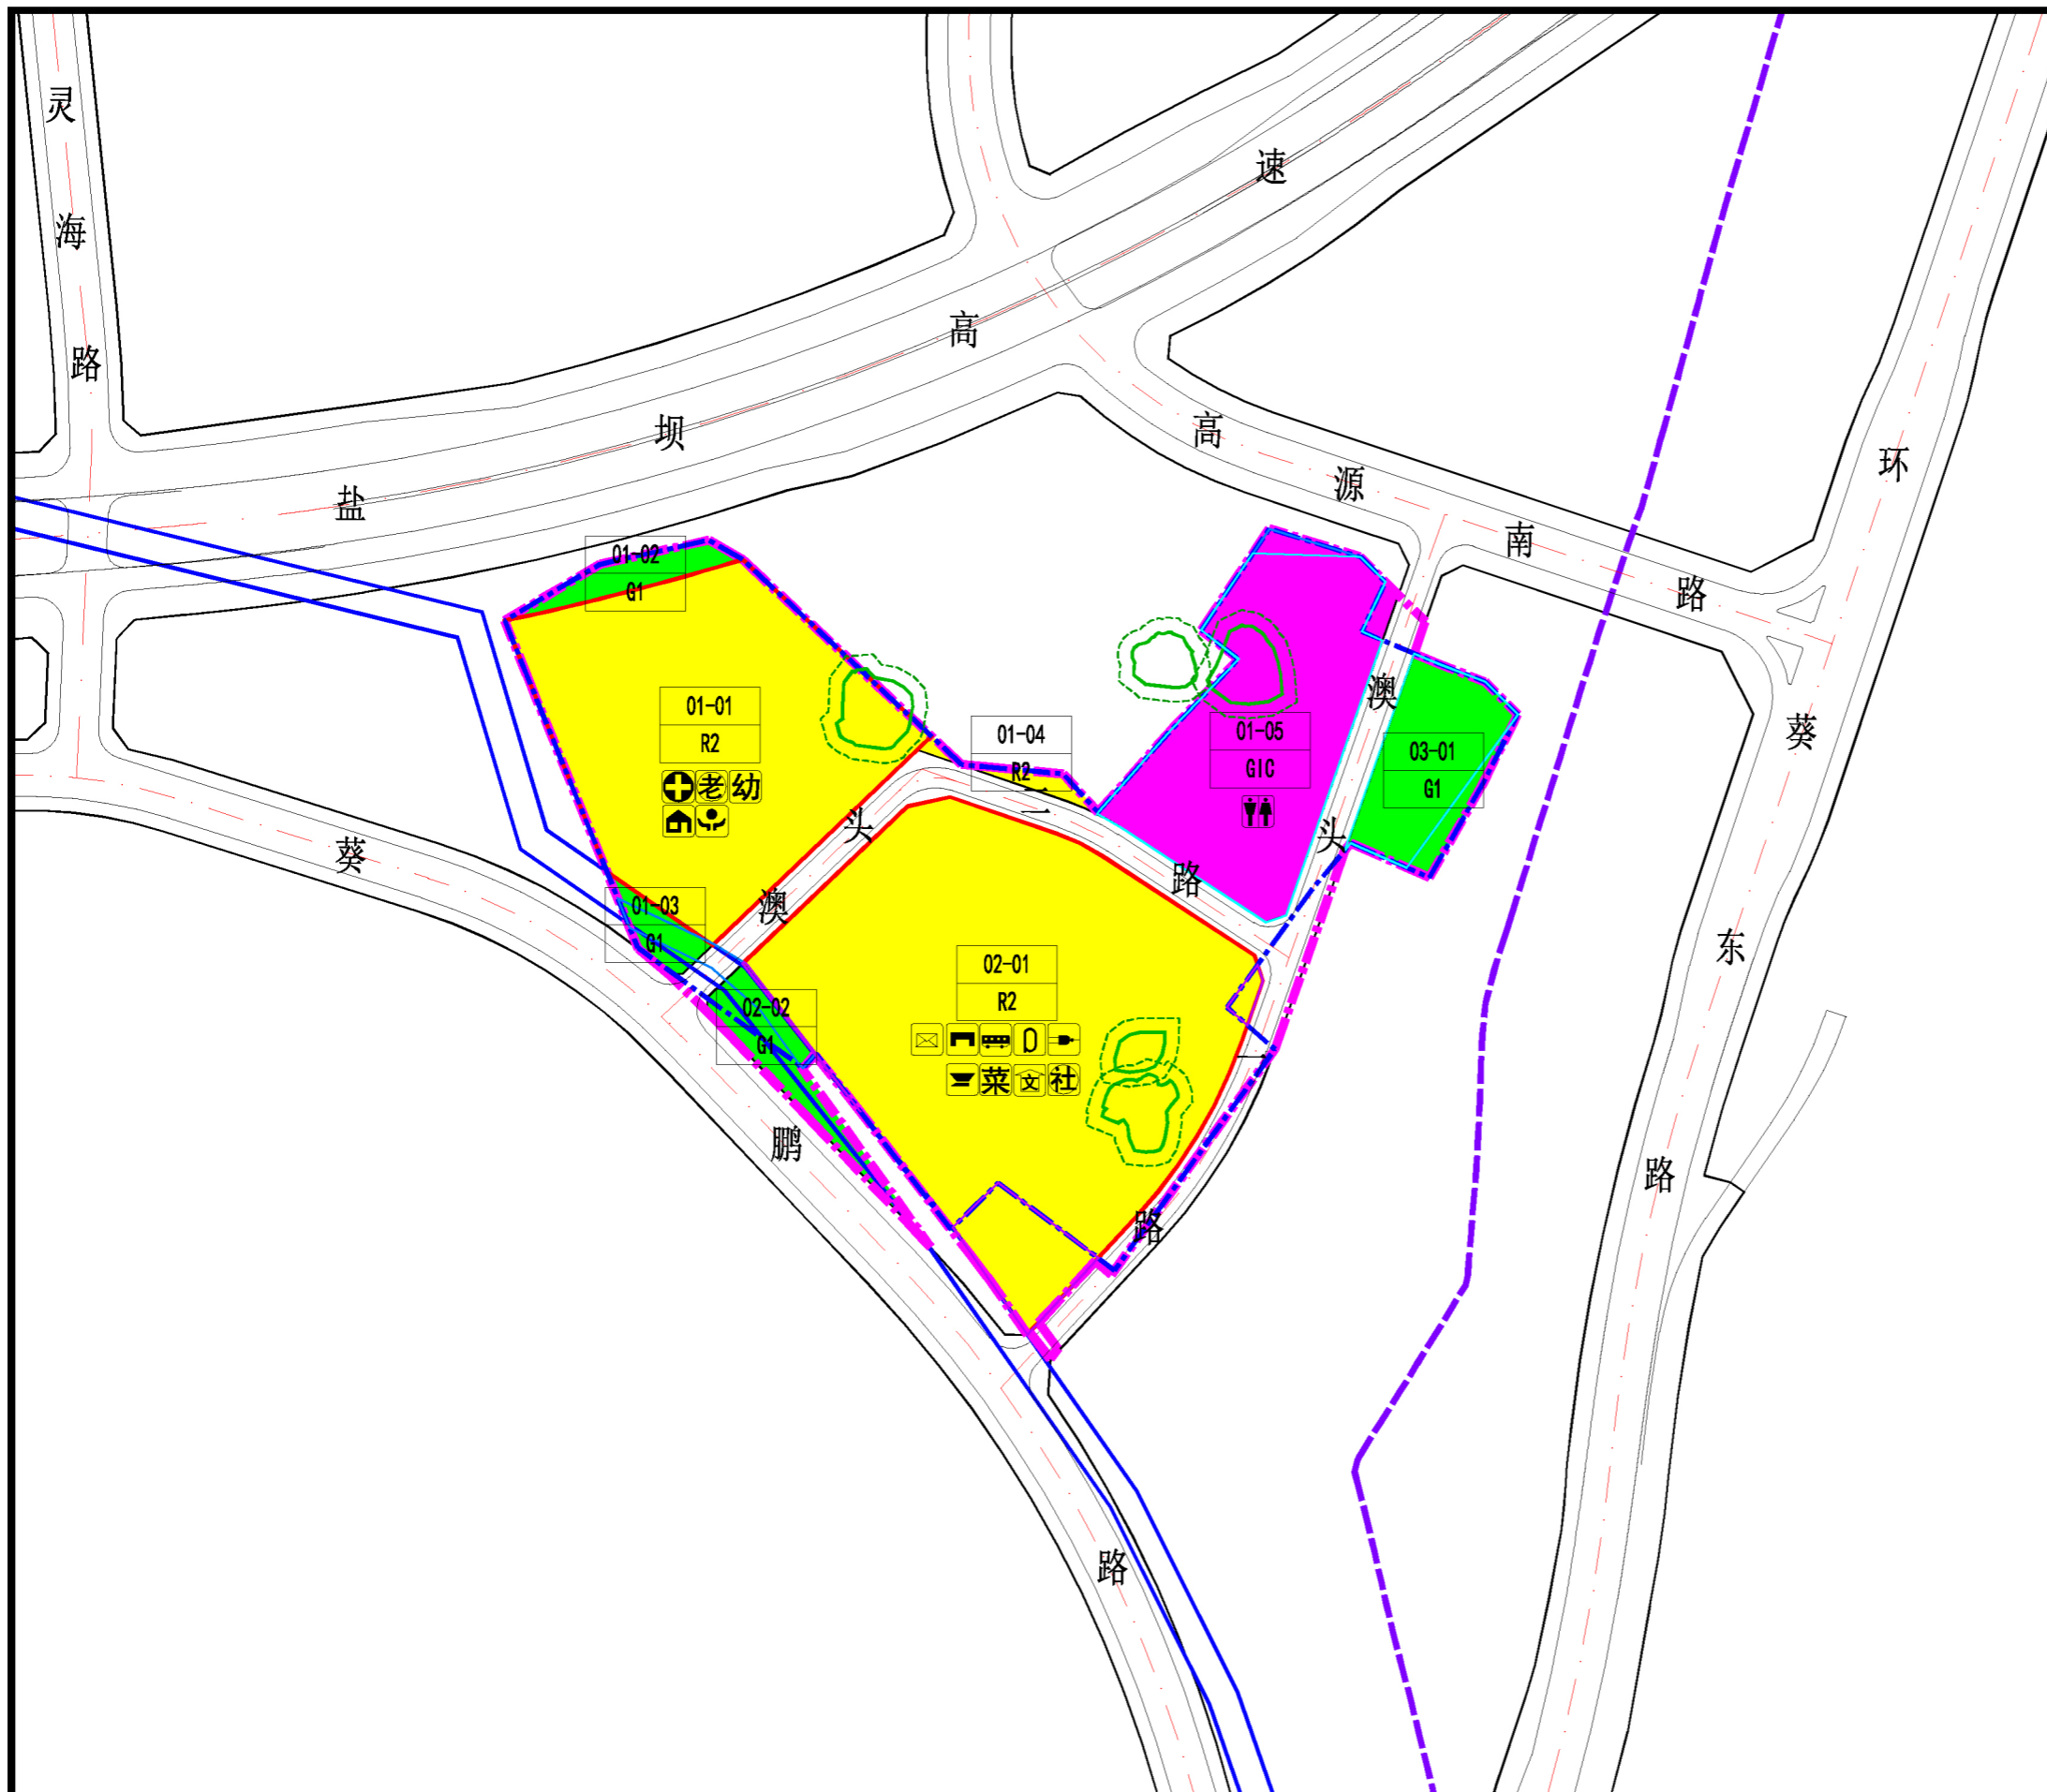 灵海路
盐坝高速
高源南路
葵环东路
01-02
G1
01-01
R2
老幼
01-04
R2
01-05
GIC
03-01
G1
澳头二路
澳头一路
01-03
G1
02-02
G1
02-01
R2
菜文社
葵鹏路